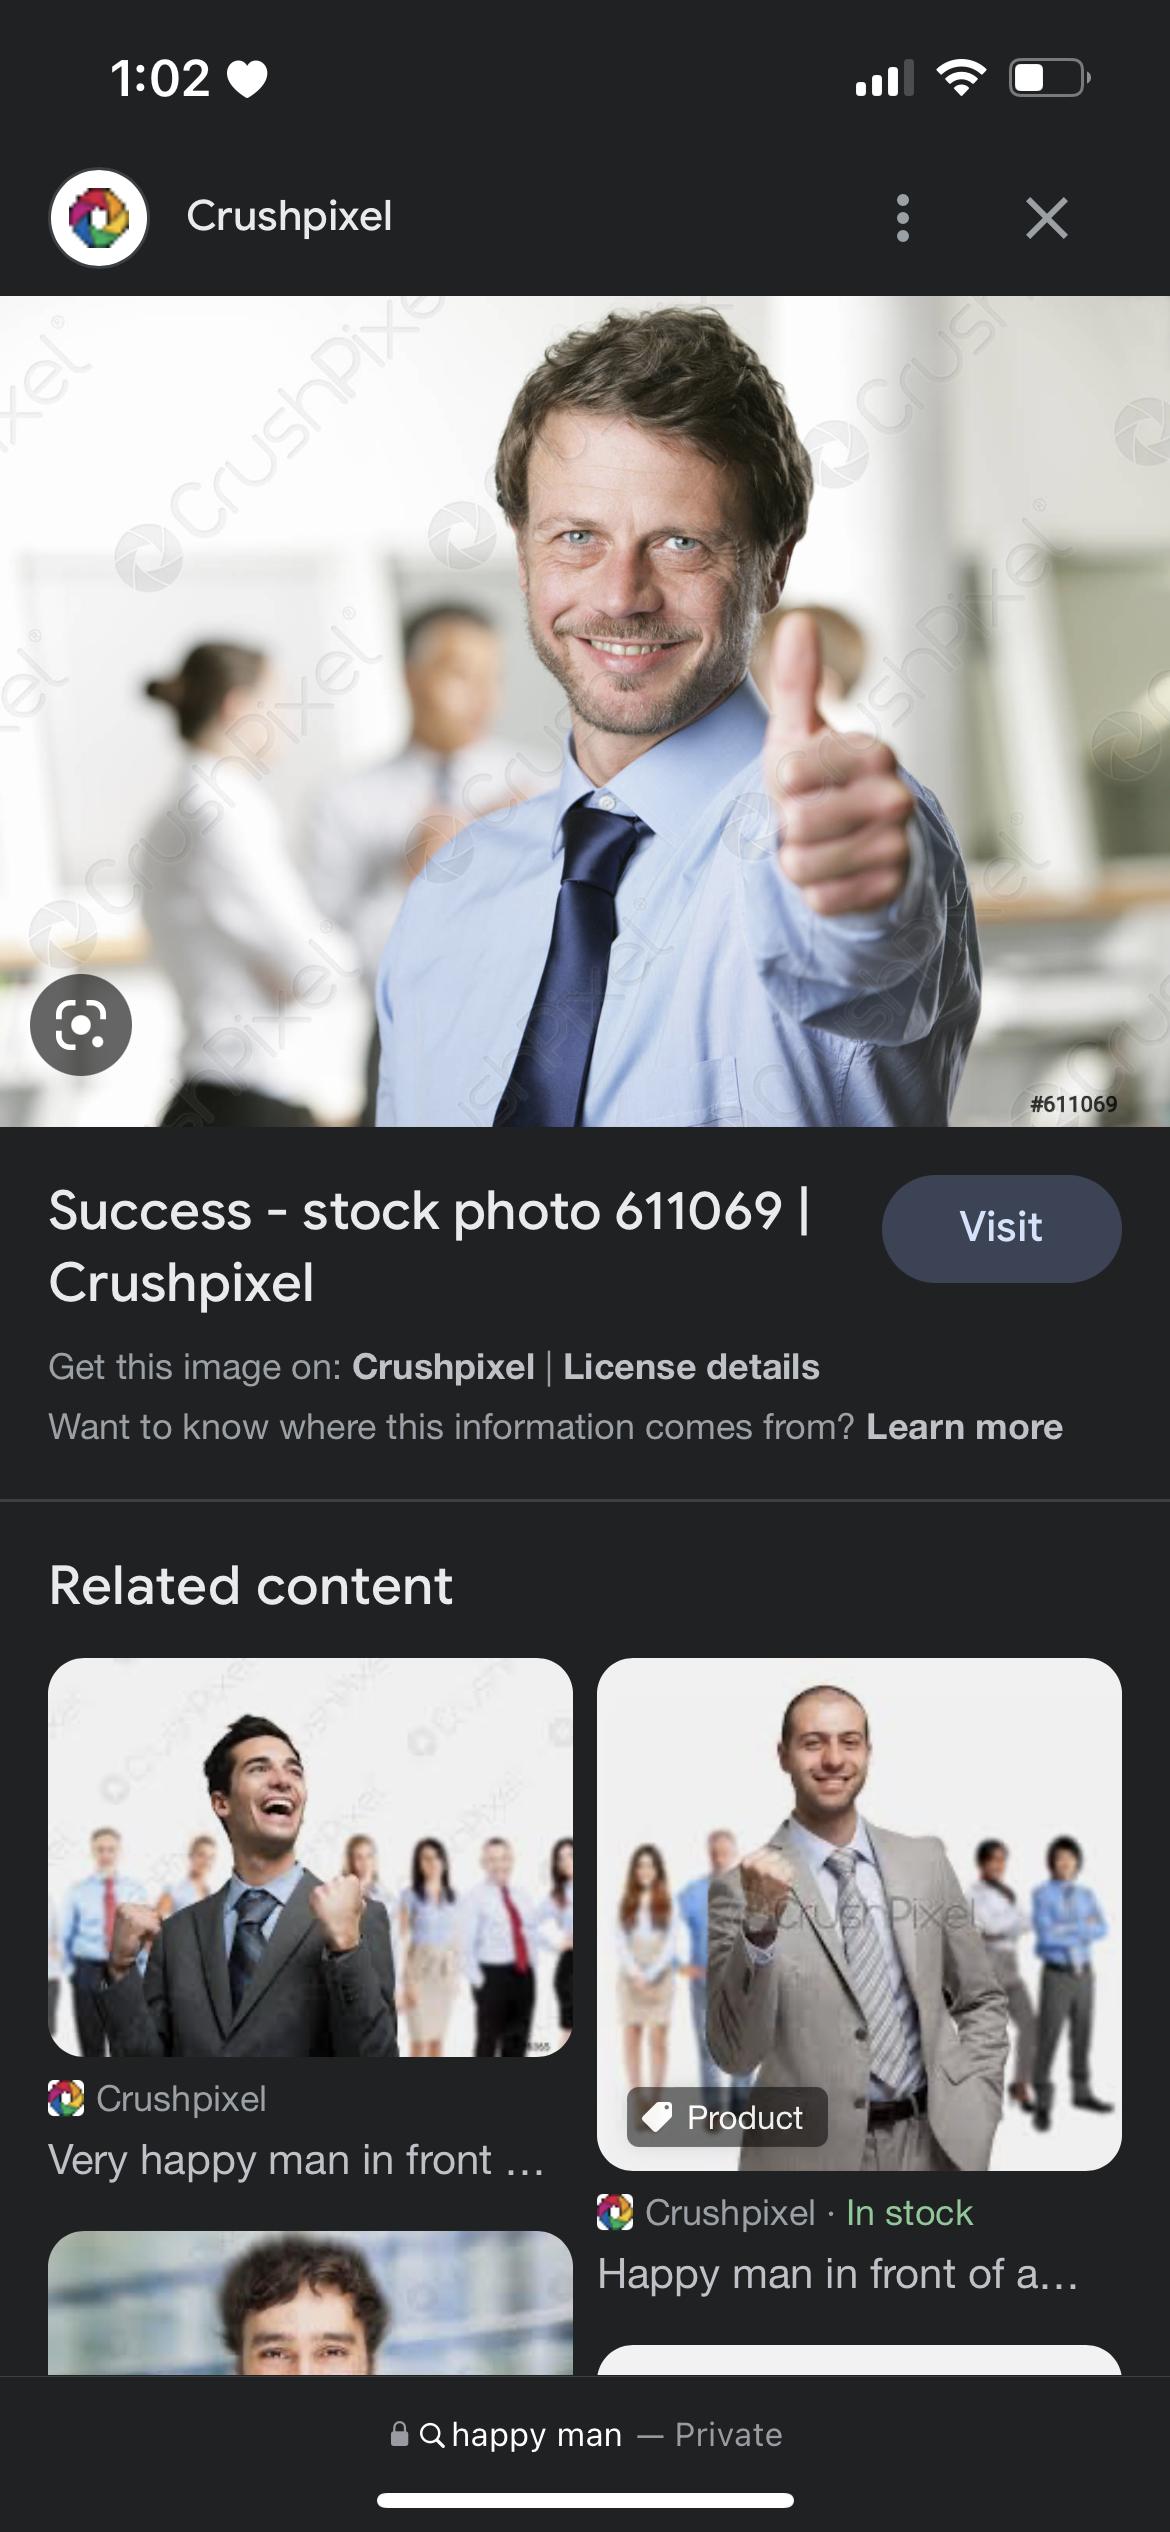 1:02
Crushpixel
CrushPixel
#611069
Success - stock photo 611069 |
Crushpixel
Visit
Get this image on: Crushpixel | License details
Want to know where this information comes from? Learn more
Related content
CrushPixel
Product
Crushpixel
Very happy man in front ...
Crushpixel · In stock
Happy man in front of a...
happy man — Private